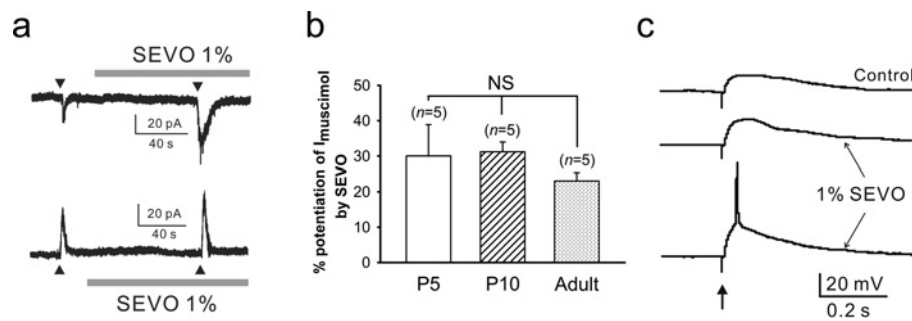 a
SEVO 1%
20 pA
40 s
20 pA
40 s
SEVO 1%
b
% potentiation of Imuscimol
by SEVO
50
40
30
20
10
0
NS
(n=5)
(n=5)
(n=5)
P5
P10
Adult
c
Control
1% SEVO
20 mV
0.2 s